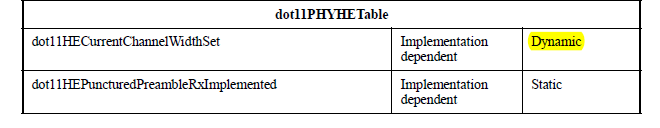 dot11PHYHETable
dot11HECurrentChannelWidthSet Implementation dependent Dynamic
dot11HEPuncturedPreambleRxImplemented Implementation dependent Static